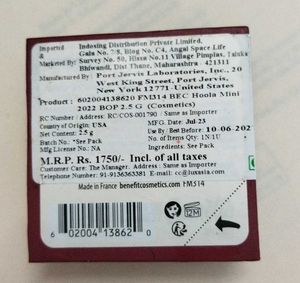 Imported & Marketed By: Indosing Distribution Private Limited,
Gala No. 7/8, Bldg No. C4, Angal Space Life
Survey No. 50, Hissa No.11 Village Pimplas, Taluka
Bhiwandi, Dist Thane, Maharashtra 421311
Manufactured By: Port Jervis Laboratories, Inc., 20
West King Street, Port Jervis,
New York 12771-United States
Product : 602004138620 FM314 BEC Hoola Mini
2022 BOP 2.5 G (Cosmetics)
RC Number: RC-COS-001790 RC Address: Same as Importer
Country of Origin: USA
MFG. Date: Jul-23
Net Content: 2.5 g
Use By/Best Before: 10-06-202
Batch No: *See Pack
No of Items/Qty: 1N:1U
Mfg License No: NA
Ingredients: See Pack
M.R.P. Rs. 1750/- Incl. of all taxes
Customer Care: The Manager. Address: Same as Importer
Telephone Number: 91-9136363381 E-mail: cc@luxasia.com
Made in France benefitcosmetics.com FM314
12M
6 02004 13862 0